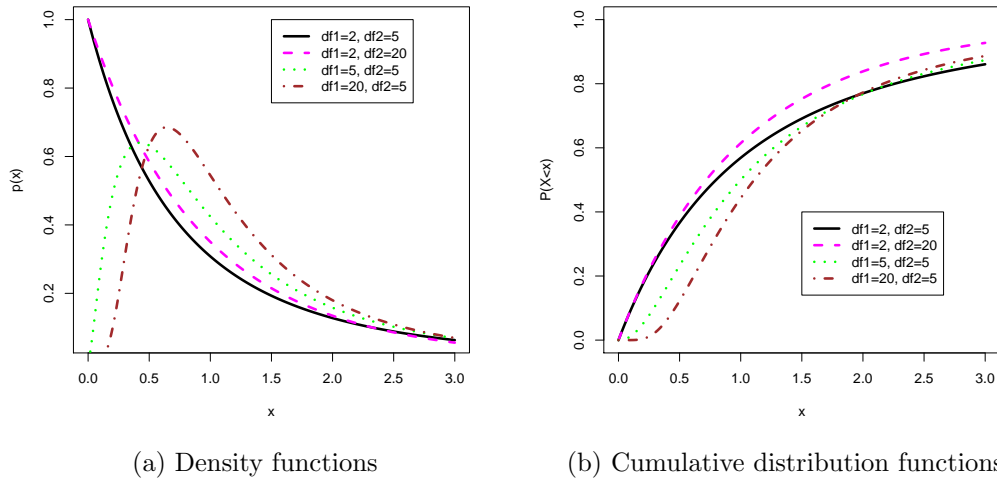 1.0
0.8
0.6
0.4
0.2
p(x)
df1=2, df2=5
df1=2, df2=20
df1=5, df2=5
df1=20, df2=5
0.0 0.5 1.0 1.5 2.0 2.5 3.0
x
(a) Density functions
1.0
0.8
0.6
0.4
0.2
0.0
P(X<x)
df1=2, df2=5
df1=2, df2=20
df1=5, df2=5
df1=20, df2=5
0.0 0.5 1.0 1.5 2.0 2.5 3.0
x
(b) Cumulative distribution functions